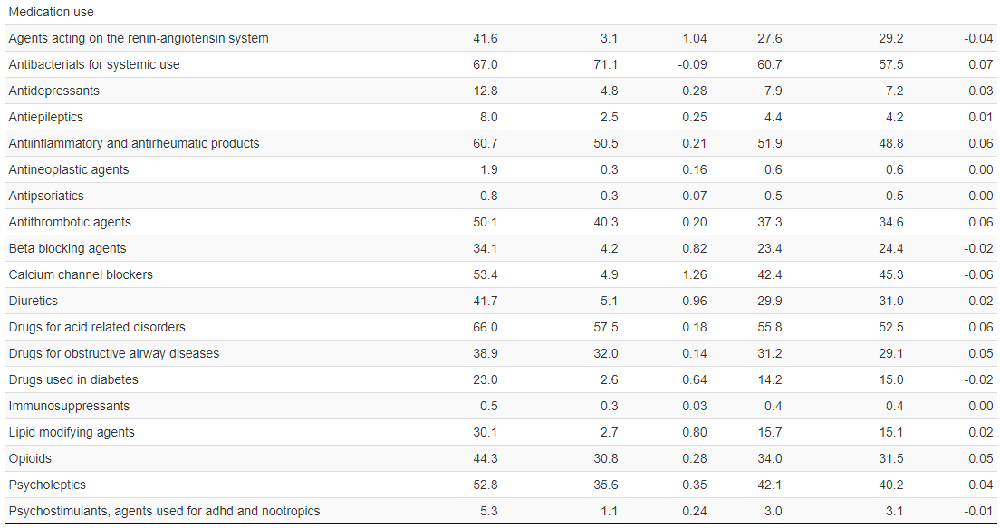 Medication use
Agents acting on the renin-angiotensin system 41.6 3.1 1.04 27.6 29.2 -0.04
Antibacterials for systemic use 67.0 71.1 -0.09 60.7 57.5 0.07
Antidepressants 12.8 4.8 0.28 7.9 7.2 0.03
Antiepileptics 8.0 2.5 0.25 4.4 4.2 0.01
Antiinflammatory and antirheumatic products 60.7 50.5 0.21 51.9 48.8 0.06
Antineoplastic agents 1.9 0.3 0.16 0.6 0.6 0.00
Antipsoriatics 0.8 0.3 0.07 0.5 0.5 0.00
Antithrombotic agents 50.1 40.3 0.20 37.3 34.6 0.06
Beta blocking agents 34.1 4.2 0.82 23.4 24.4 -0.02
Calcium channel blockers 53.4 4.9 1.26 42.4 45.3 -0.06
Diuretics 41.7 5.1 0.96 29.9 31.0 -0.02
Drugs for acid related disorders 66.0 57.5 0.18 55.8 52.5 0.06
Drugs for obstructive airway diseases 38.9 32.0 0.14 31.2 29.1 0.05
Drugs used in diabetes 23.0 2.6 0.64 14.2 15.0 -0.02
Immunosuppressants 0.5 0.3 0.03 0.4 0.4 0.00
Lipid modifying agents 30.1 2.7 0.80 15.7 15.1 0.02
Opioids 44.3 30.8 0.28 34.0 31.5 0.05
Psycholeptics 52.8 35.6 0.35 42.1 40.2 0.04
Psychostimulants, agents used for adhd and nootropics 5.3 1.1 0.24 3.0 3.1 -0.01